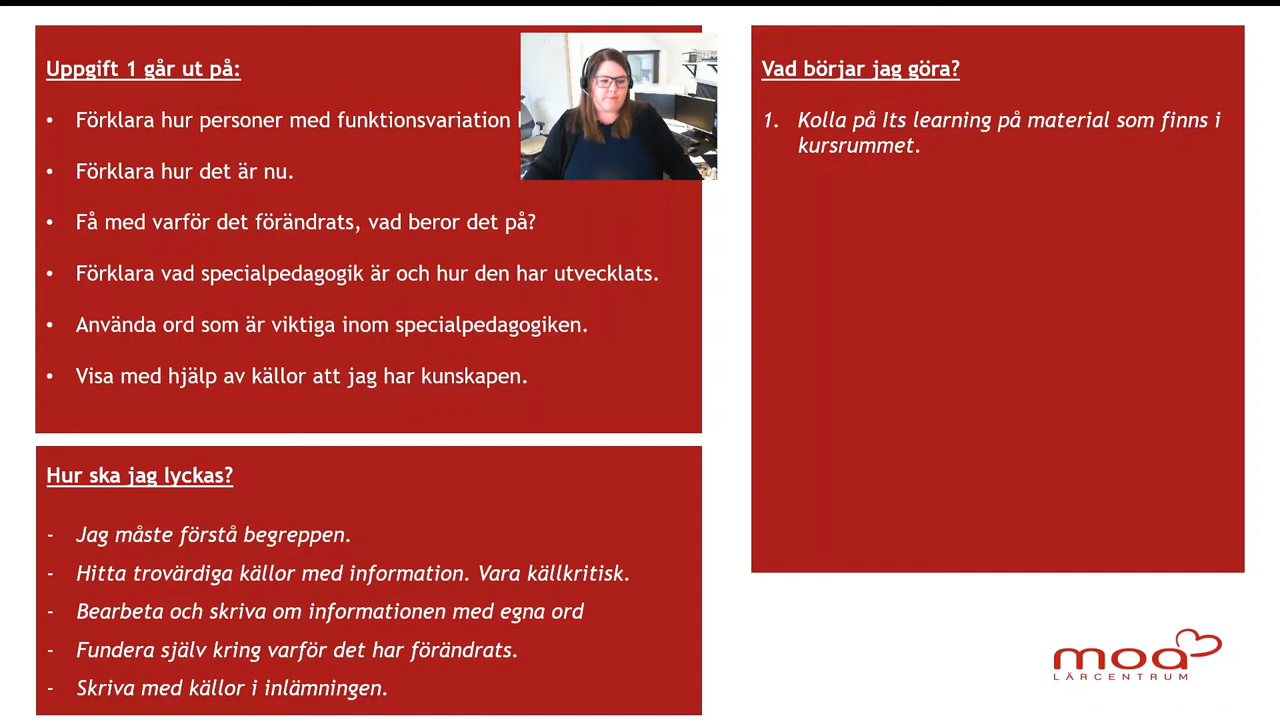 Uppgift 1 går ut på:
• Förklara hur personer med funktionsvariation
• Förklara hur det är nu.
• Få med varför det förändrats, vad beror det på?
• Förklara vad specialpedagogik är och hur den har utvecklats.
• Använda ord som är viktiga inom specialpedagogiken.
• Visa med hjälp av källor att jag har kunskapen.
Hur ska jag lyckas?
- Jag måste förstå begreppen.
- Hitta trovärdiga källor med information. Vara källkritisk.
- Bearbeta och skriva om informationen med egna ord
- Fundera själv kring varför det har förändrats.
- Skriva med källor i inlämningen.
Vad börjar jag göra?
1. Kolla på Its learning på material som finns i
kursrummet.
moa
LÄRCENTRUM